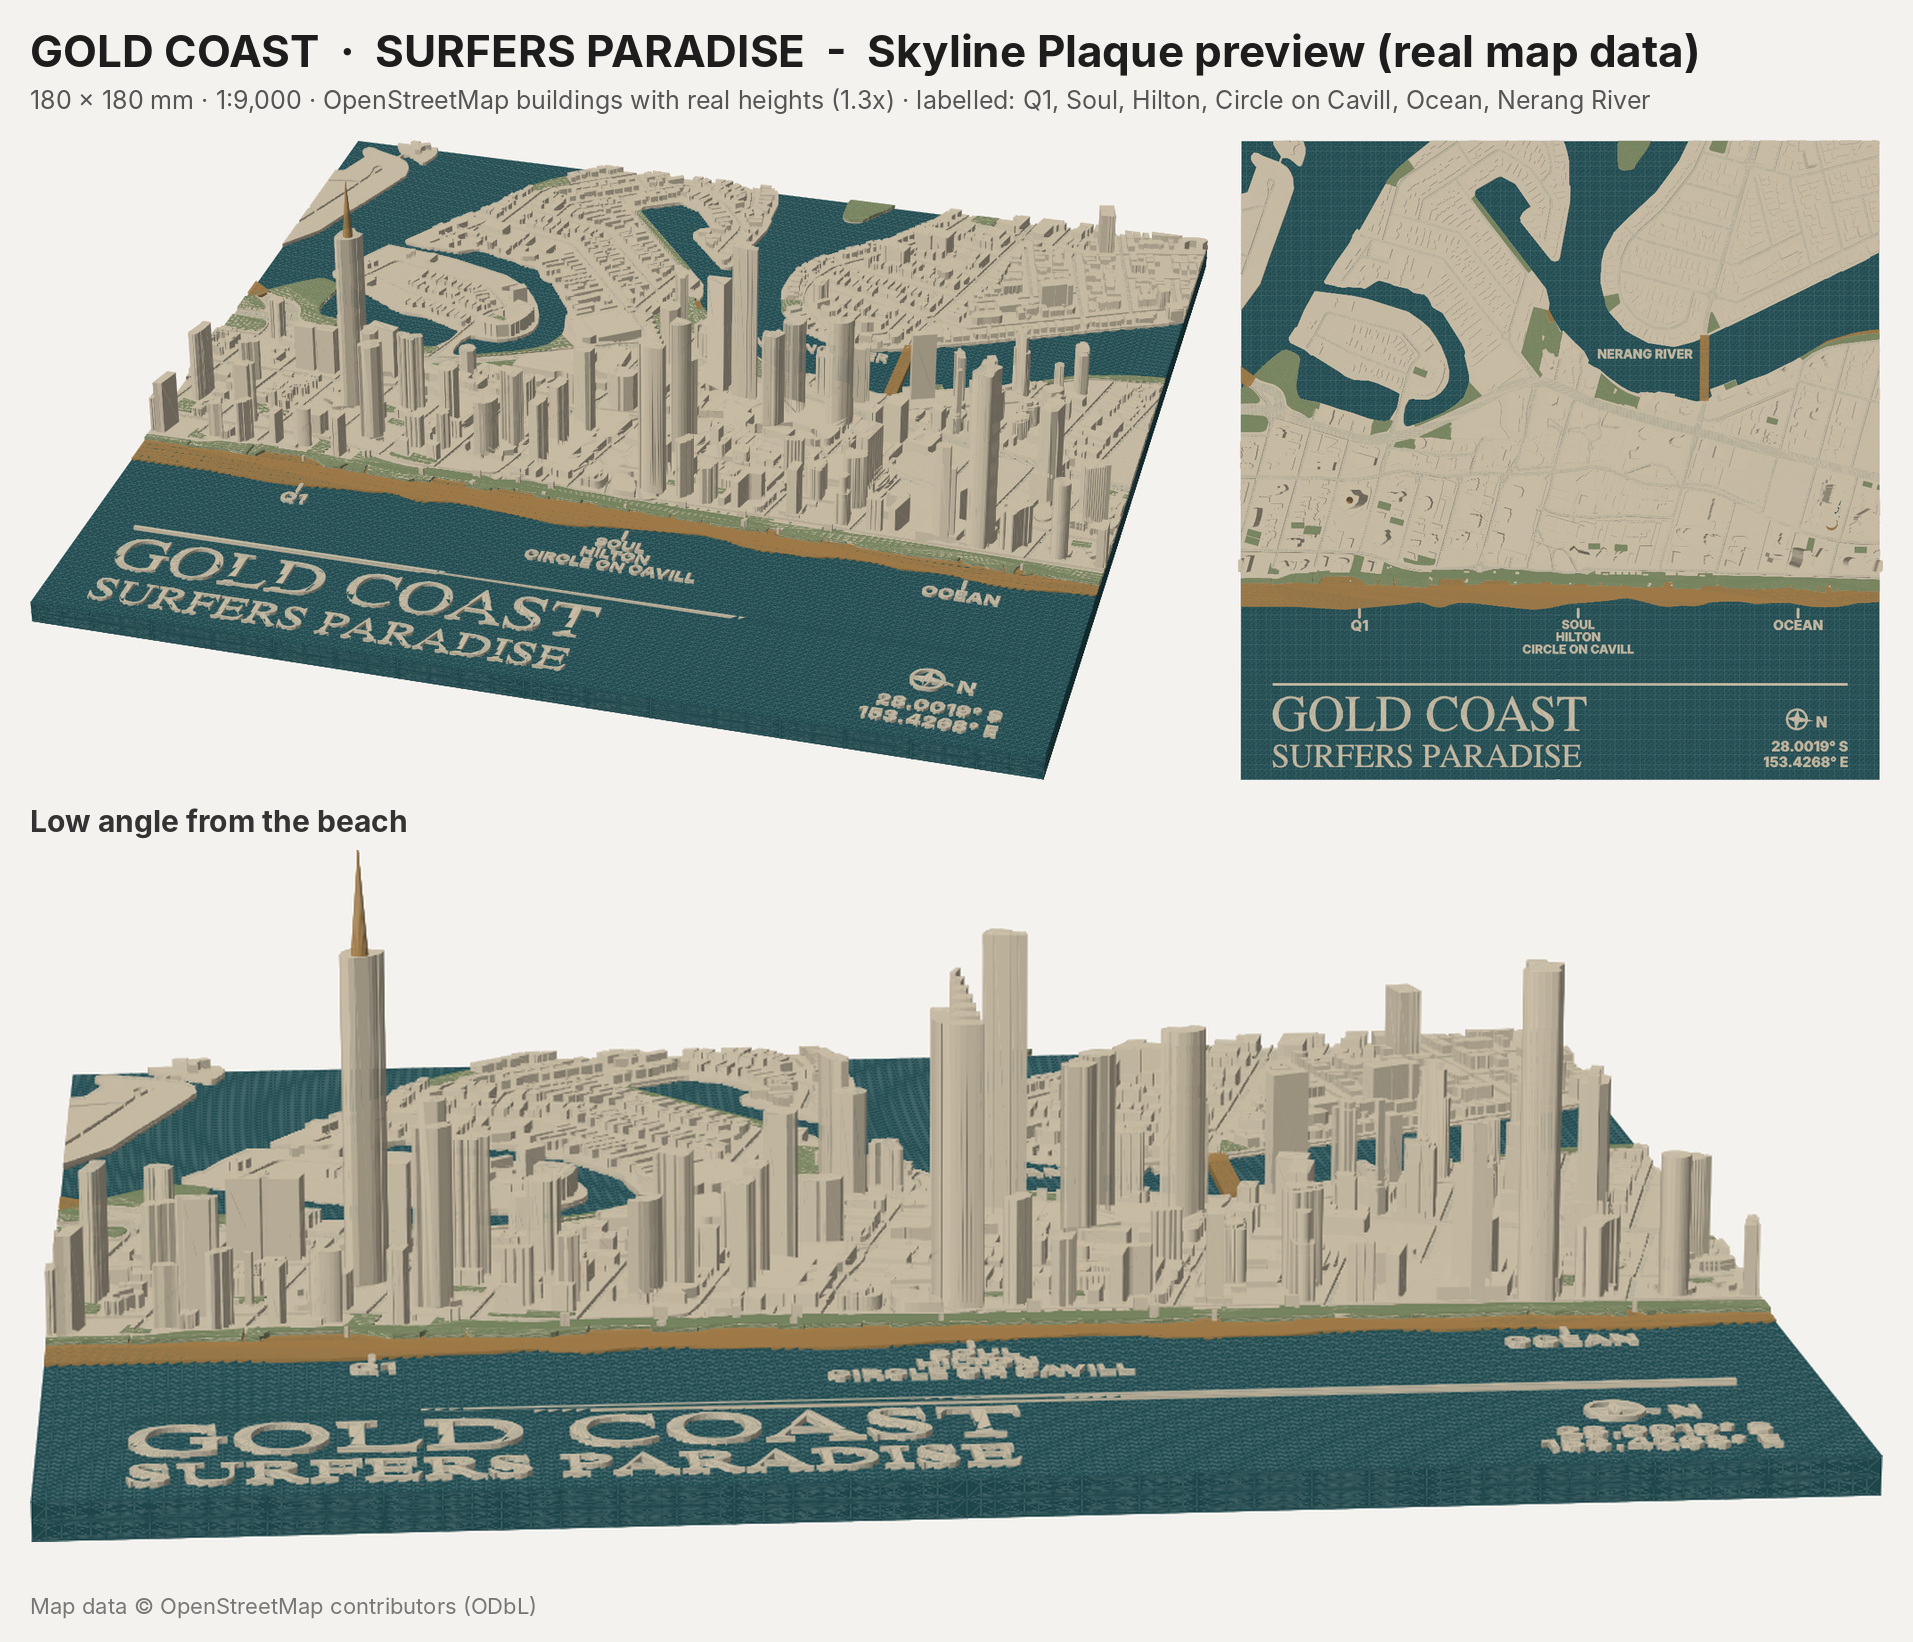 GOLD COAST · SURFERS PARADISE - Skyline Plaque preview (real map data)
180 × 180 mm · 1:9,000 · OpenStreetMap buildings with real heights (1.3x) · labelled: Q1, Soul, Hilton, Circle on Cavill, Ocean, Nerang River
Q1
SOUL
HILTON
CIRCLE ON CAVILL
OCEAN
GOLD COAST
SURFERS PARADISE
N
28.0019° S
153.4268° E
NERANG RIVER
Q1
SOUL
HILTON
CIRCLE ON CAVILL
OCEAN
GOLD COAST
SURFERS PARADISE
N
28.0019° S
153.4268° E
Low angle from the beach
Q1
CIRCLE ON CAVILL
OCEAN
GOLD COAST
SURFERS PARADISE
N
Map data © OpenStreetMap contributors (ODbL)